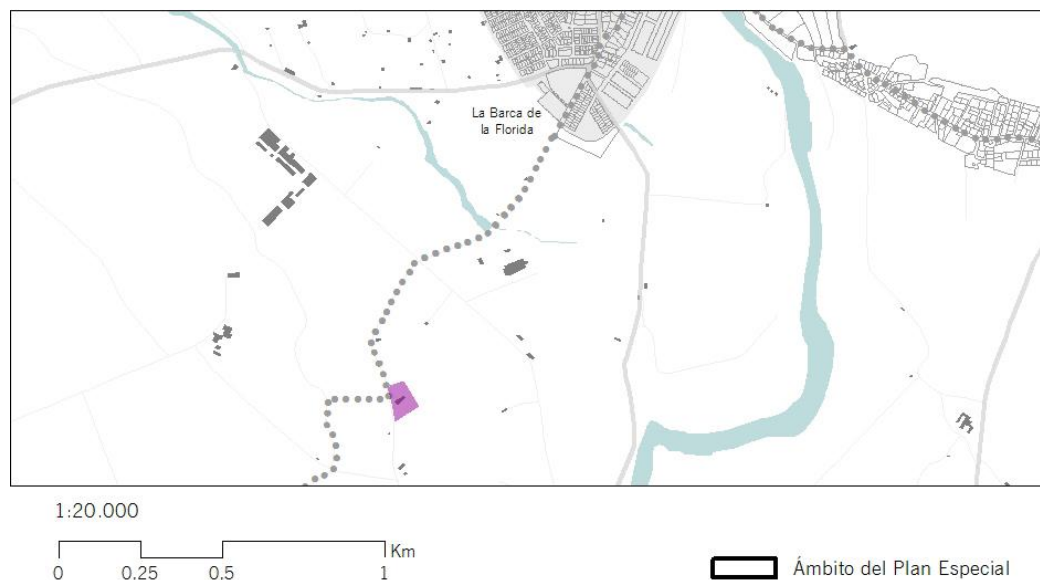 La Barca de
la Florida
1:20.000
Km
0 0.25 0.5 1
Ámbito del Plan Especial